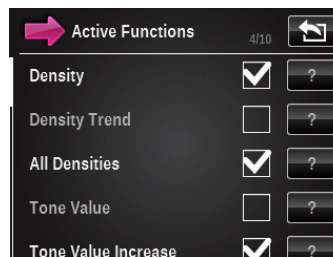 Active Functions
4/10
Density
?
Density Trend
?
All Densities
?
Tone Value
?
Tone Value Increase
?